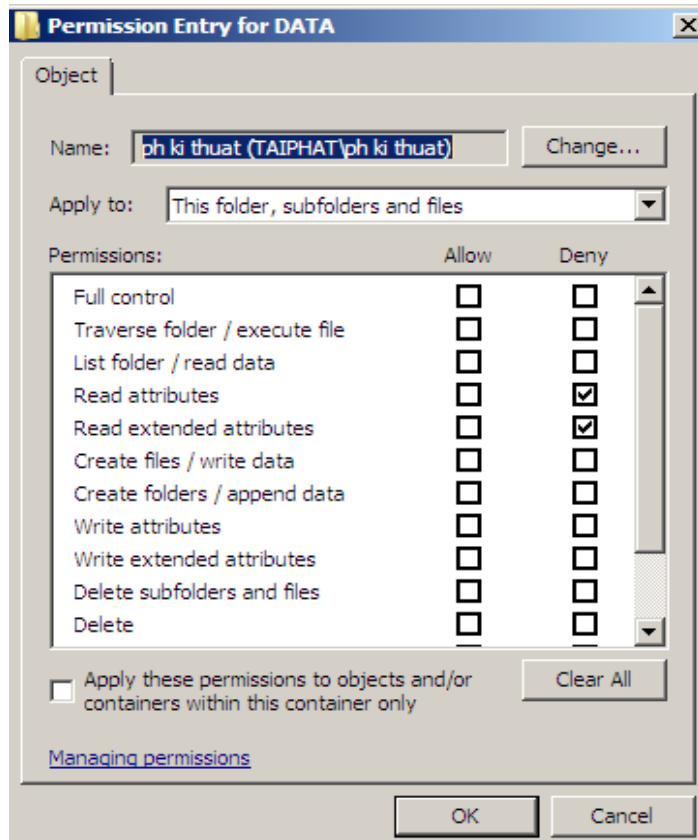 Permission Entry for DATA
Object
Name: ph ki thuat (TAIPHAT\ph ki thuat) Change...
Apply to: This folder, subfolders and files
Permissions: Allow Deny
Full control
Traverse folder / execute file
List folder / read data
Read attributes
Read extended attributes
Create files / write data
Create folders / append data
Write attributes
Write extended attributes
Delete subfolders and files
Delete
Apply these permissions to objects and/or Clear All
containers within this container only
Managing permissions
OK Cancel